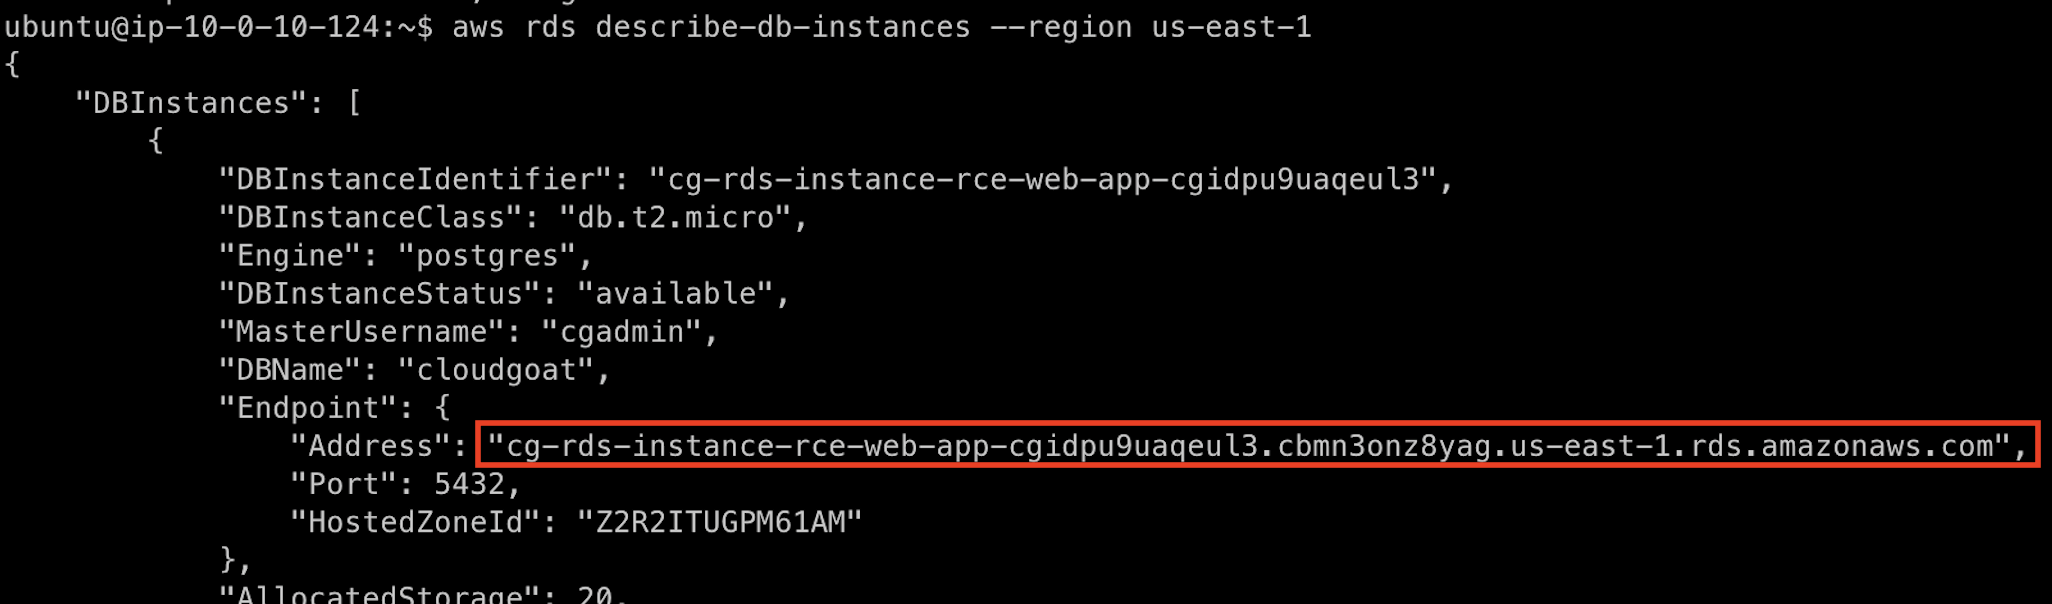 ubuntu@ip-10-0-10-124:~$ aws rds describe-db-instances --region us-east-1
{
    "DBInstances": [
        {
            "DBInstanceIdentifier": "cg-rds-instance-rce-web-app-cgidpu9uaqeul3",
            "DBInstanceClass": "db.t2.micro",
            "Engine": "postgres",
            "DBInstanceStatus": "available",
            "MasterUsername": "cgadmin",
            "DBName": "cloudgoat",
            "Endpoint": {
                "Address": "cg-rds-instance-rce-web-app-cgidpu9uaqeul3.cbmn3onz8yag.us-east-1.rds.amazonaws.com",
                "Port": 5432,
                "HostedZoneId": "Z2R2ITUGPM61AM"
            },
            "AllocatedStorage": 20,